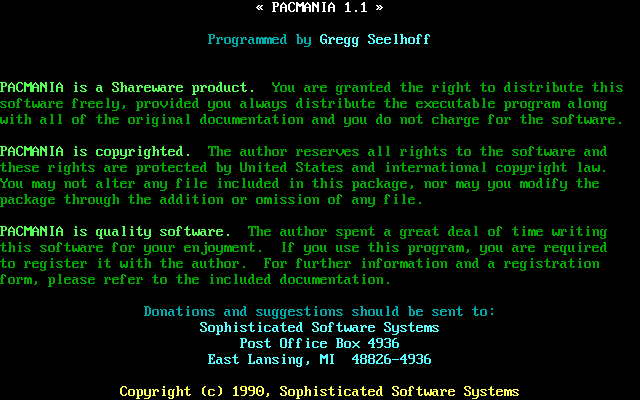 « PACMANIA 1.1 »
Programmed by Gregg Seelhoff
PACMANIA is a Shareware product.  You are granted the right to distribute this
software freely, provided you always distribute the executable program along
with all of the original documentation and you do not charge for the software.
PACMANIA is copyrighted.  The author reserves all rights to the software and
these rights are protected by United States and international copyright law.
You may not alter any file included in this package, nor may you modify the
package through the addition or omission of any file.
PACMANIA is quality software.  The author spent a great deal of time writing
this software for your enjoyment.  If you use this program, you are required
to register it with the author.  For further information and a registration
form, please refer to the included documentation.
Donations and suggestions should be sent to:
Sophisticated Software Systems
Post Office Box 4936
East Lansing, MI  48826-4936
Copyright (c) 1990, Sophisticated Software Systems